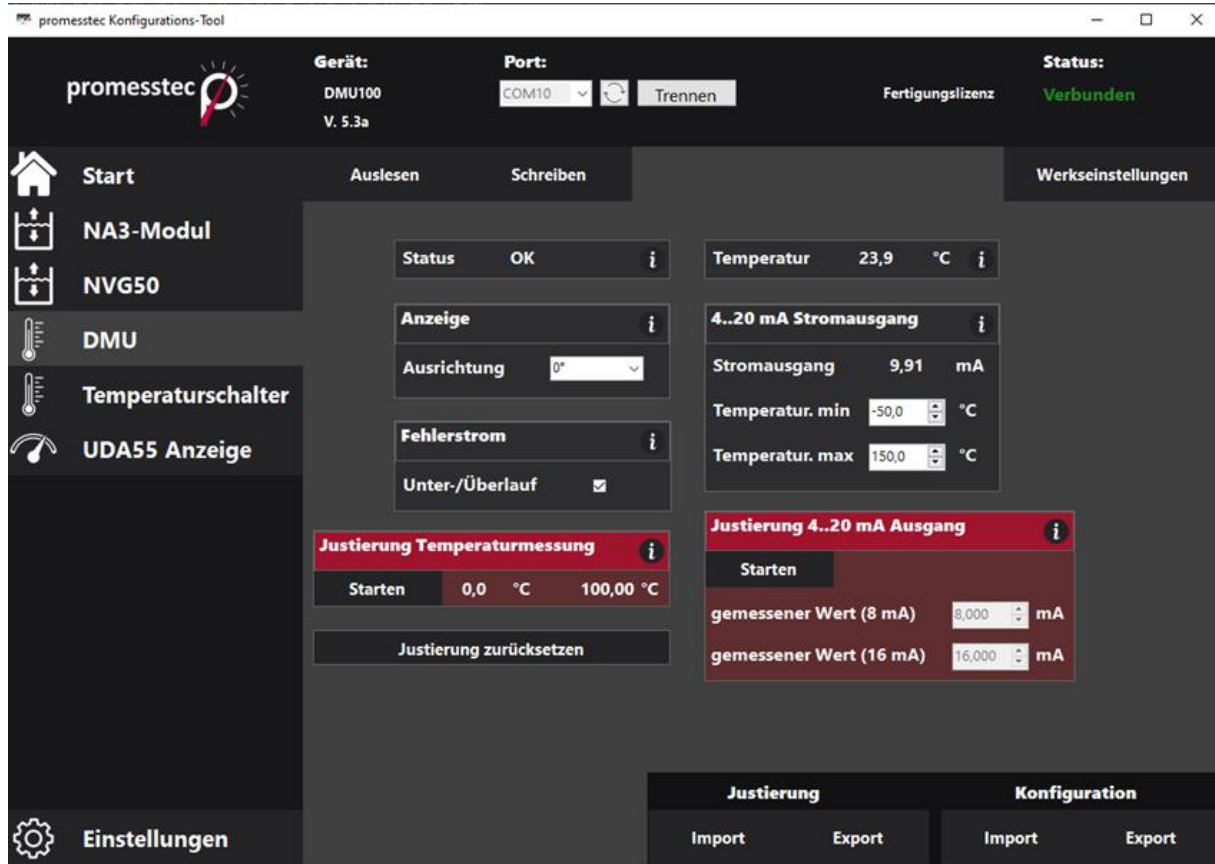 promesstec Konfigurations-Tool
promesstec
Gerät:
DMU100
V. 5.3a
Port:
COM10
Trennen
Fertigungslizenz
Status:
Verbunden
Start
NA3-Modul
NVG50
DMU
Temperaturschalter
UDA55 Anzeige
Einstellungen
Auslesen
Schreiben
Werkseinstellungen
Status OK i
Anzeige i
Ausrichtung 0°
Fehlerstrom i
Unter-/Überlauf
Justierung Temperaturmessung i
Starten 0,0 °C 100,00 °C
Justierung zurücksetzen
Temperatur 23,9 °C i
4..20 mA Stromausgang i
Stromausgang 9,91 mA
Temperatur. min -50,0 °C
Temperatur. max 150,0 °C
Justierung 4..20 mA Ausgang i
Starten
gemessener Wert (8 mA) 8,000 mA
gemessener Wert (16 mA) 16,000 mA
Justierung
Import Export
Konfiguration
Import Export